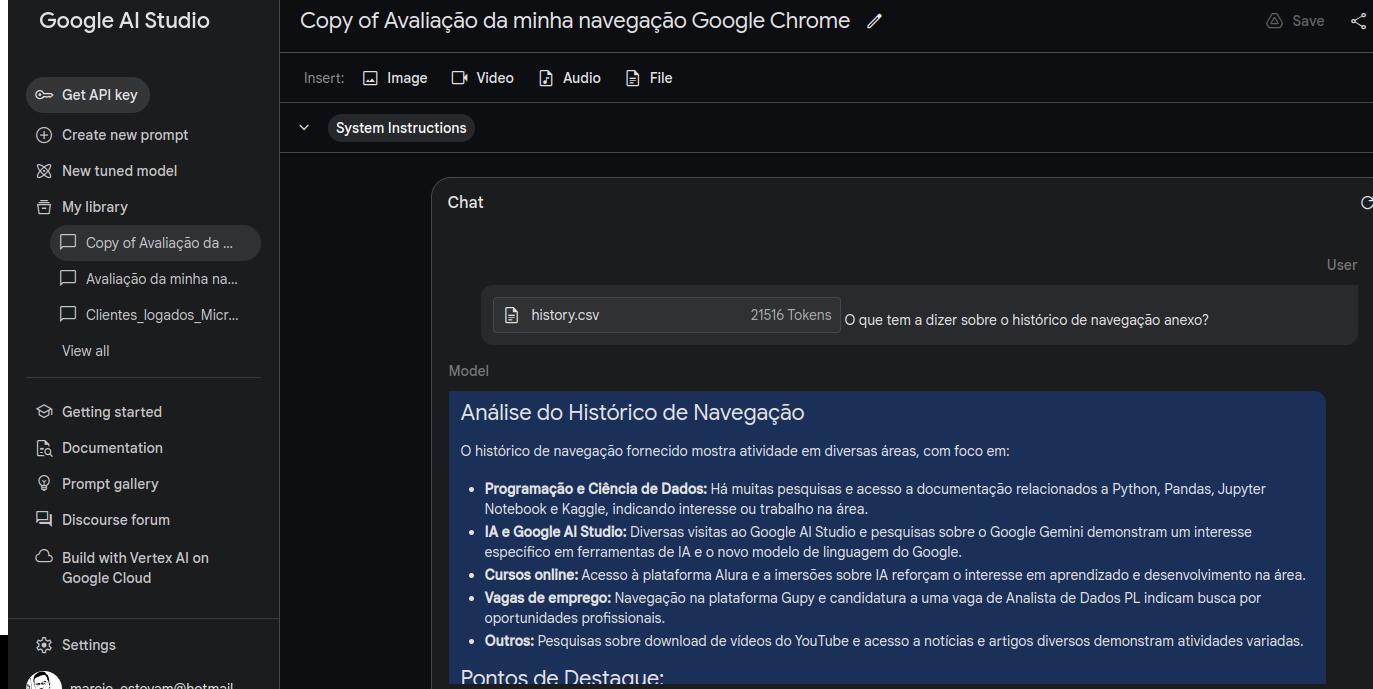 Google AI Studio
Get API key
Create new prompt
New tuned model
My library
Copy of Avaliação da ...
Avaliação da minha na...
Clientes_logados_Micr...
View all
Getting started
Documentation
Prompt gallery
Discourse forum
Build with Vertex AI on
Google Cloud
Settings
marcio_estevam@hotmail
Copy of Avaliação da minha navegação Google Chrome
Save
Insert: Image Video Audio File
System Instructions
Chat
User
history.csv 21516 Tokens O que tem a dizer sobre o histórico de navegação anexo?
Model
Análise do Histórico de Navegação
O histórico de navegação fornecido mostra atividade em diversas áreas, com foco em:
• Programação e Ciência de Dados: Há muitas pesquisas e acesso a documentação relacionados a Python, Pandas, Jupyter
Notebook e Kaggle, indicando interesse ou trabalho na área.
• IA e Google AI Studio: Diversas visitas ao Google AI Studio e pesquisas sobre o Google Gemini demonstram um interesse
específico em ferramentas de IA e o novo modelo de linguagem do Google.
• Cursos online: Acesso à plataforma Alura e a imersões sobre IA reforçam o interesse em aprendizado e desenvolvimento na área.
• Vagas de emprego: Navegação na plataforma Gupy e candidatura a uma vaga de Analista de Dados PL indicam busca por
oportunidades profissionais.
• Outros: Pesquisas sobre download de vídeos do YouTube e acesso a notícias e artigos diversos demonstram atividades variadas.
Pontos de Destaque: